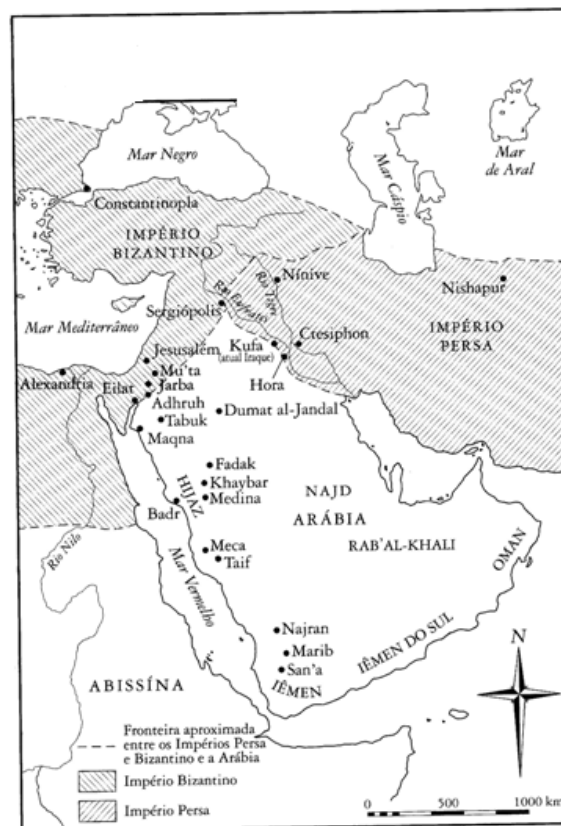 Mar Negro
Mar Cáspio
Mar
de Aral
Constantinopla
IMPÉRIO
BIZANTINO
Nínive
Nishapur
Rio Eufrates
Rio Tigre
Sergiópolis
Mar Mediterrâneo
IMPÉRIO
PERSA
Ctesiphon
Kufa
(atual Iraque)
Jesusalém
Mu'ta
Hora
Alexandria
Jarba
Eilat
Adhruh
Dumat al-Jandal
Tabuk
Maqna
Fadak
HIJAZ
Khaybar
NAJD
Medina
Badr
ARÁBIA
RAB'AL-KHALI
OMAN
Rio Nilo
Meca
Taif
Mar Vermelho
Najran
IÊMEN DO SUL
Marib
San'a
N
ABISSÍNA
IÊMEN
Fronteira aproximada
entre os Impérios Persa
e Bizantino e a Arábia
Império Bizantino
Império Persa
0 500 1000 km